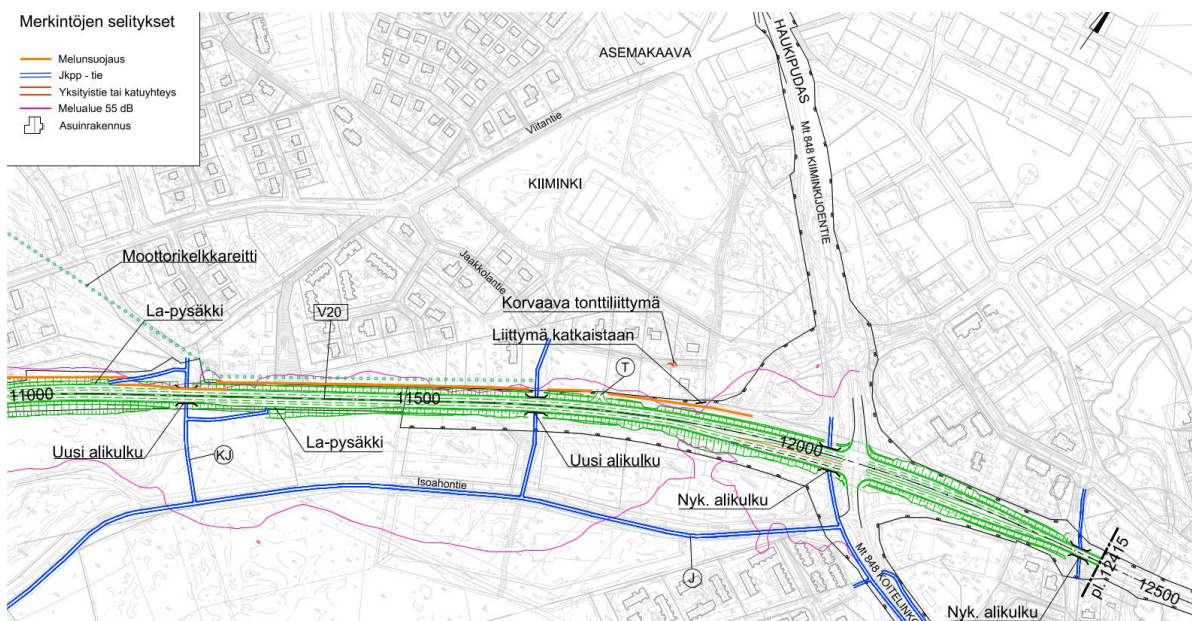 Merkintöjen selitykset
Melunsuojaus
Jkpp - tie
Yksityistie tai katuyhteys
Melualue 55 dB
Asuinrakennus
ASEMAKAAVA
HAUKIPUDAS
Mt 848 KIIMINKIJOENTIE
Viitantie
KIIMINKI
Moottorikelkkareitti
Jaakkolantie
La-pysäkki
V20
Korvaava tonttiliittymä
Liittymä katkaistaan
T
11000
11500
12000
La-pysäkki
Uusi alikulku
Uusi alikulku
KJ
Isoahontie
Nyk. alikulku
J
Mt 848
pl. 12415
12500
Nyk. alikulku